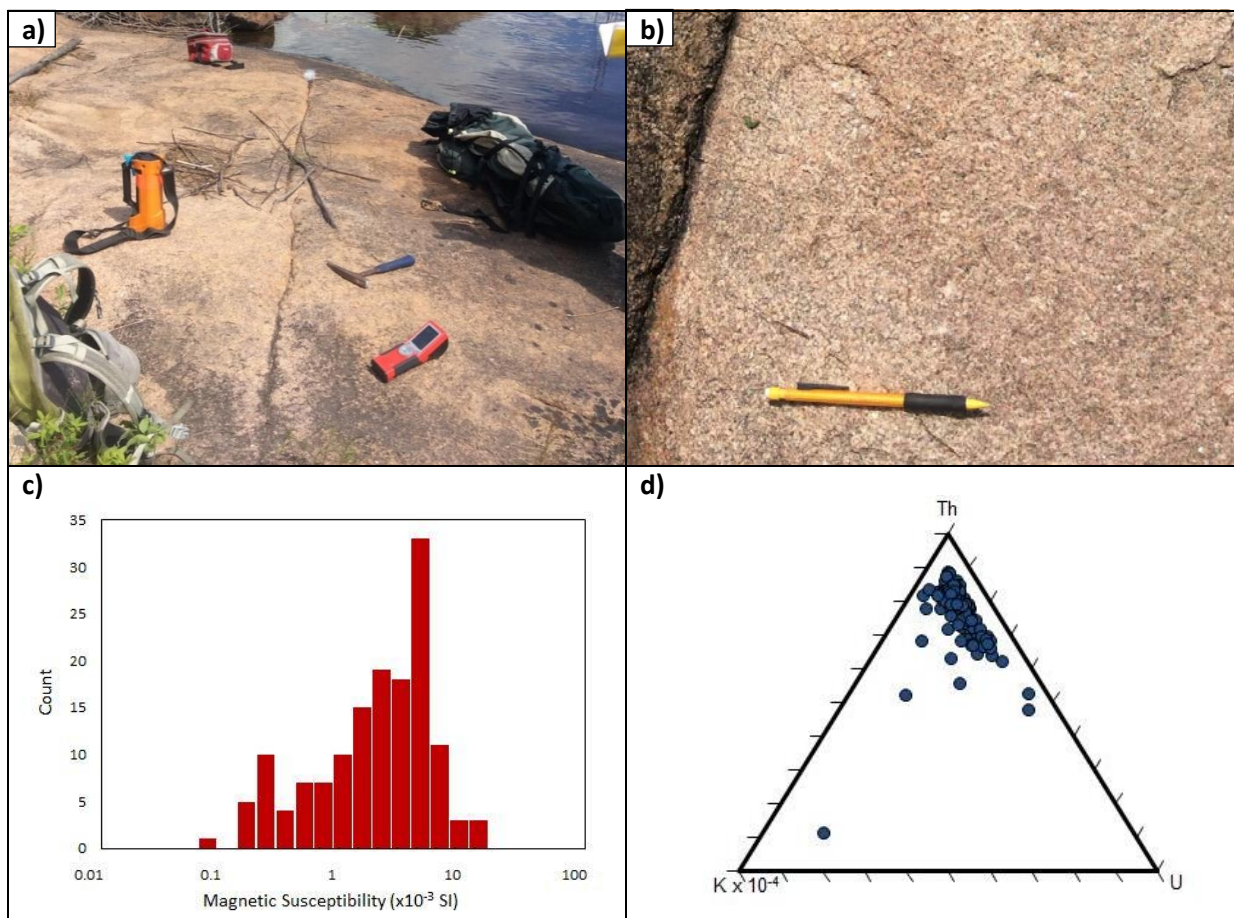 a)
b)
c)
35
30
25
20
15
10
5
0
Count
0.01 0.1 1 10 100
Magnetic Susceptibility (x10⁻³ SI)
d)
Th
K x 10⁻⁴
U